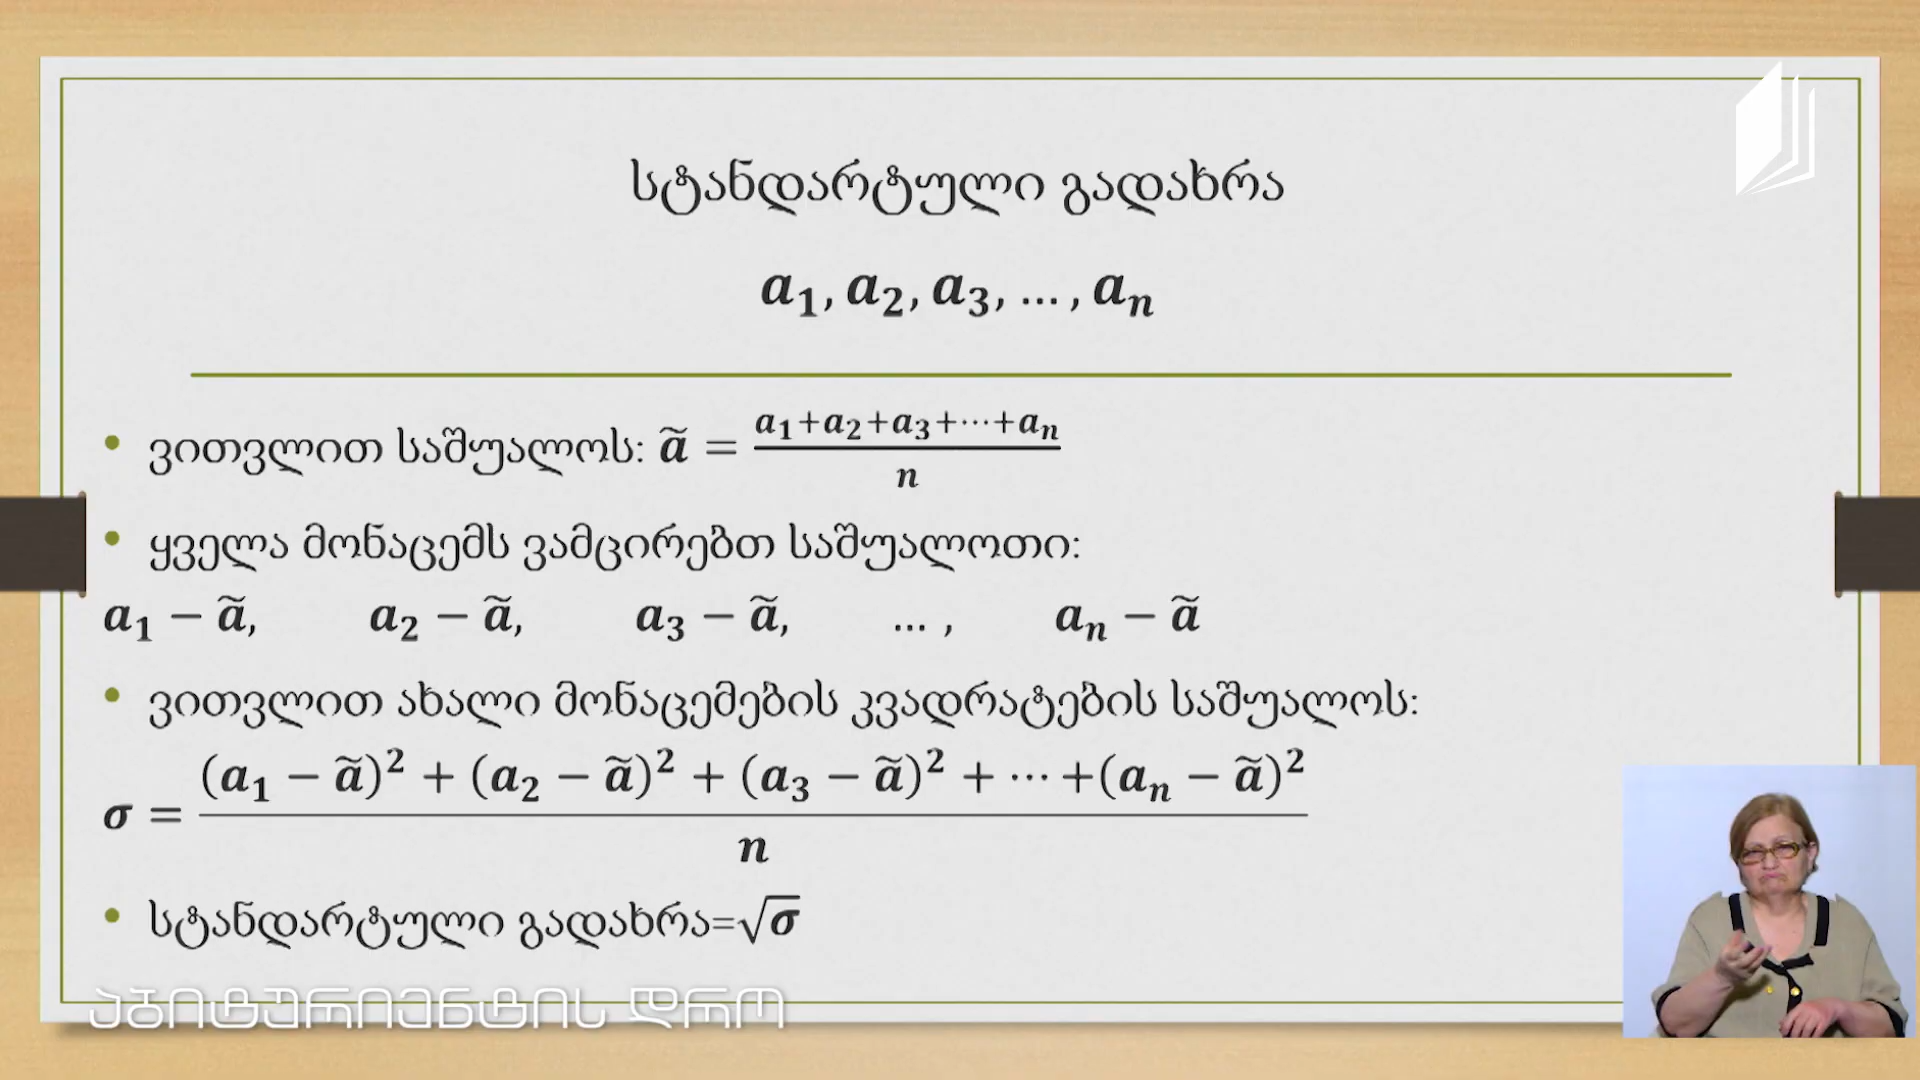 სტანდარტული გადახრა
a₁, a₂, a₃, … , aₙ
• ვითვლით საშუალოს: ã = (a₁+a₂+a₃+⋯+aₙ)/n
• ყველა მონაცემს ვამცირებთ საშუალოთი:
a₁ − ã, a₂ − ã, a₃ − ã, … , aₙ − ã
• ვითვლით ახალი მონაცემების კვადრატების საშუალოს:
σ = ((a₁ − ã)² + (a₂ − ã)² + (a₃ − ã)² + ⋯ +(aₙ − ã)²)/n
• სტანდარტული გადახრა=√σ
აბიტურიენტის დრო